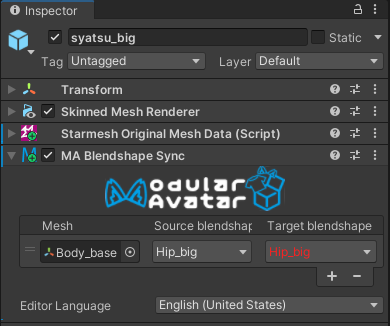 Inspector
syatsu_big
Static
Tag Untagged Layer Default
Transform
Skinned Mesh Renderer
Starmesh Original Mesh Data (Script)
MA Blendshape Sync
Modular
Avatar
Mesh Source blendshap Target blendshape
Body_base Hip_big Hip_big
+ −
Editor Language English (United States)